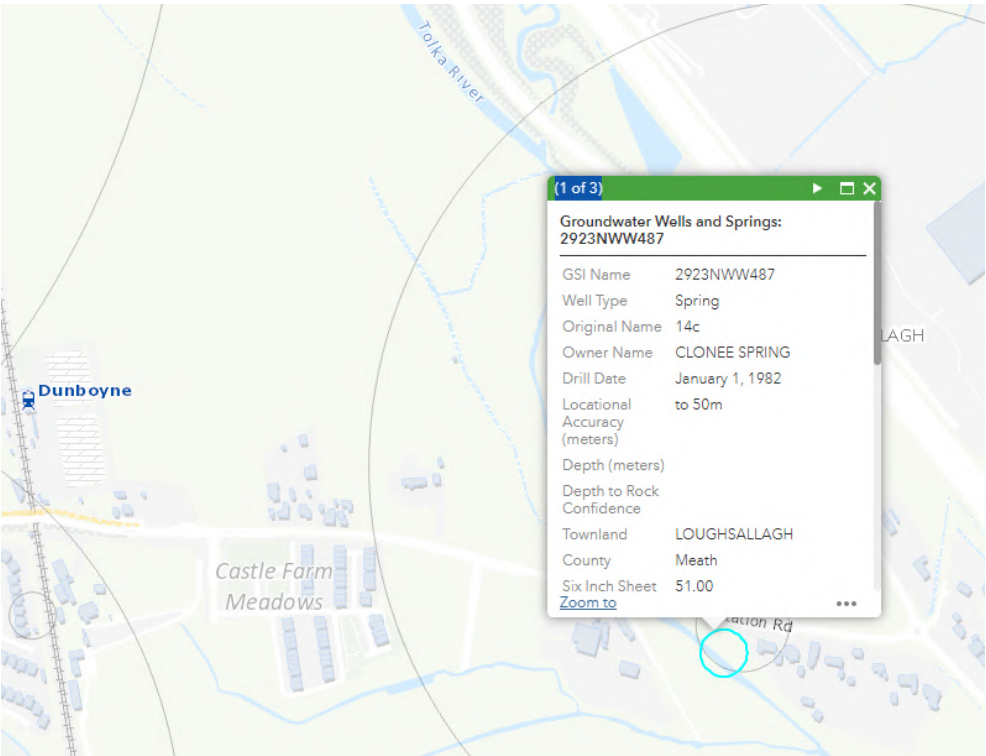 Tolka River
(1 of 3)
Groundwater Wells and Springs:
2923NWW487
GSI Name 2923NWW487
Well Type Spring
Original Name 14c
Owner Name CLONEE SPRING
Drill Date January 1, 1982
Locational to 50m
Accuracy
(meters)
Depth (meters)
Depth to Rock
Confidence
Townland LOUGHSALLAGH
County Meath
Six Inch Sheet 51.00
Zoom to
LAGH
Dunboyne
Castle Farm
Meadows
tation Rd